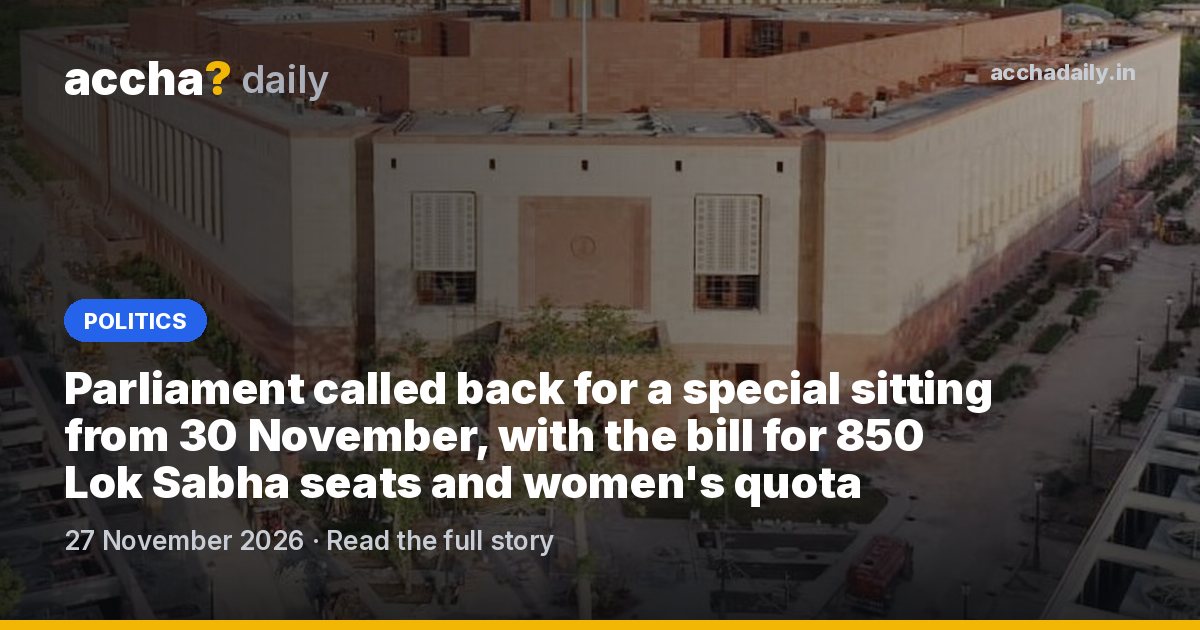 accha? daily
acchadaily.in
POLITICS
Parliament called back for a special sitting
from 30 November, with the bill for 850
Lok Sabha seats and women's quota
27 November 2026 · Read the full story